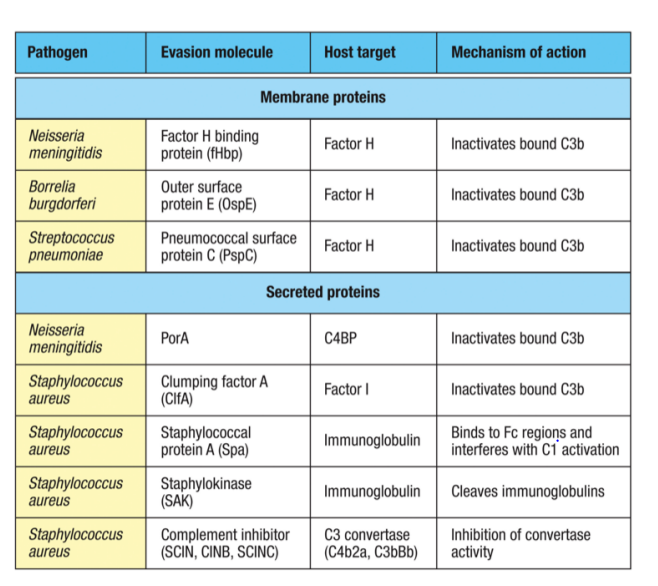 Pathogen Evasion molecule Host target Mechanism of action
Membrane proteins
Neisseria
meningitidis
Factor H binding
protein (fHbp)
Factor H
Inactivates bound C3b
Borrelia
burgdorferi
Outer surface
protein E (OspE)
Factor H
Inactivates bound C3b
Streptococcus
pneumoniae
Pneumococcal surface
protein C (PspC)
Factor H
Inactivates bound C3b
Secreted proteins
Neisseria
meningitidis
PorA
C4BP
Inactivates bound C3b
Staphylococcus
aureus
Clumping factor A
(ClfA)
Factor I
Inactivates bound C3b
Staphylococcus
aureus
Staphylococcal
protein A (Spa)
Immunoglobulin
Binds to Fc regions and
interferes with C1 activation
Staphylococcus
aureus
Staphylokinase
(SAK)
Immunoglobulin
Cleaves immunoglobulins
Staphylococcus
aureus
Complement inhibitor
(SCIN, CINB, SCINC)
C3 convertase
(C4b2a, C3bBb)
Inhibition of convertase
activity